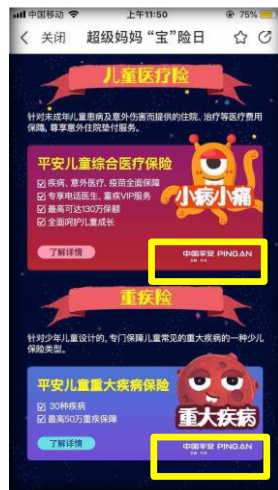 中国移动
上午11:50
75%
关闭
超级妈妈“宝”险日
儿童医疗险
针对未成年儿童患病及意外伤害而提供的住院、治疗等医疗费用
保障,尊享意外住院垫付服务。
平安儿童综合医疗保险
疾病、意外医疗、疫苗全面保障
专享电话医生、重疾VIP服务
最高可达130万保额
全面呵护儿童成长
小病小痛
了解详情
中国平安 PING AN
重疾险
针对少年儿童设计的,专门保障儿童常见的重大疾病的一种少儿
保险类型。
平安儿童重大疾病保险
30种疾病
最高50万重疾保障
重大疾病
了解详情
中国平安 PING AN